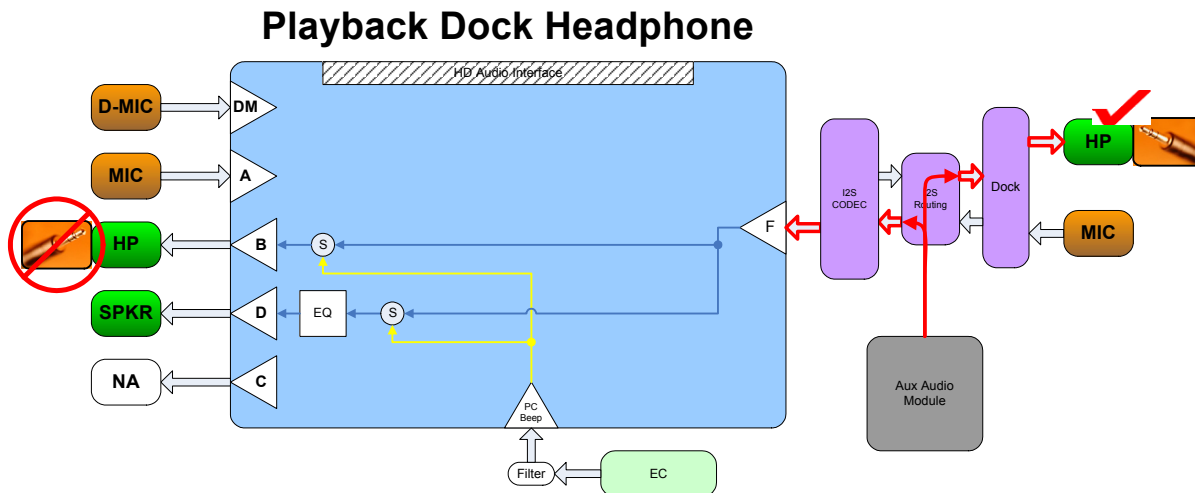 Playback Dock Headphone
HD Audio Interface
D-MIC
DM
MIC
A
HP
B
S
SPKR
D
EQ
S
NA
C
PC
Beep
Filter
EC
F
I2S
CODEC
I2S
Routing
Dock
HP
MIC
Aux Audio
Module